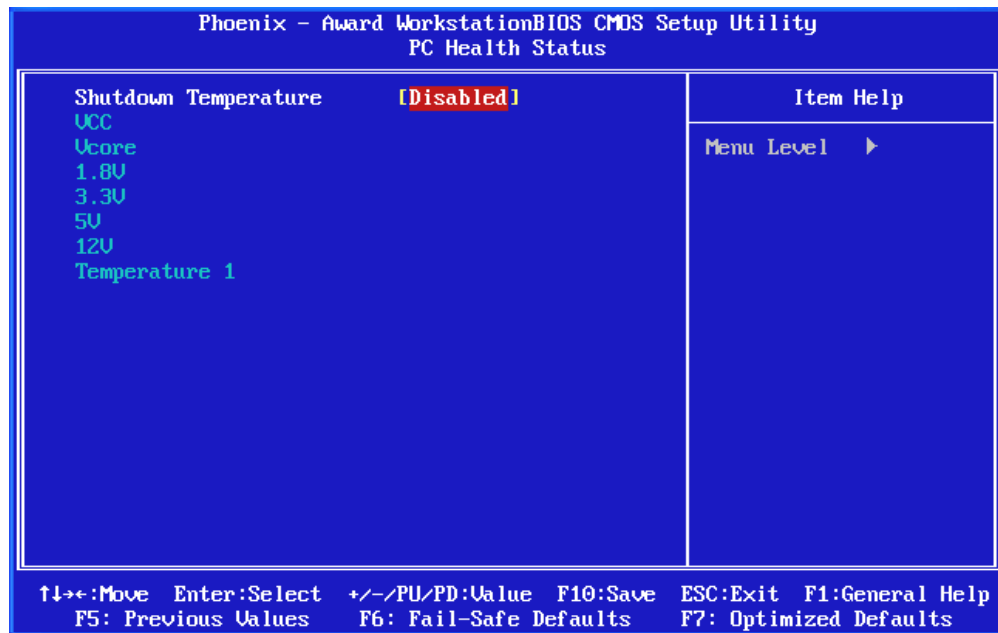 Phoenix - Award WorkstationBIOS CMOS Setup Utility
PC Health Status
Shutdown Temperature [Disabled]
VCC
Vcore
1.8V
3.3V
5V
12V
Temperature 1
Item Help
Menu Level ▶
↑↓→←:Move Enter:Select +/-/PU/PD:Value F10:Save ESC:Exit F1:General Help
F5: Previous Values F6: Fail-Safe Defaults F7: Optimized Defaults